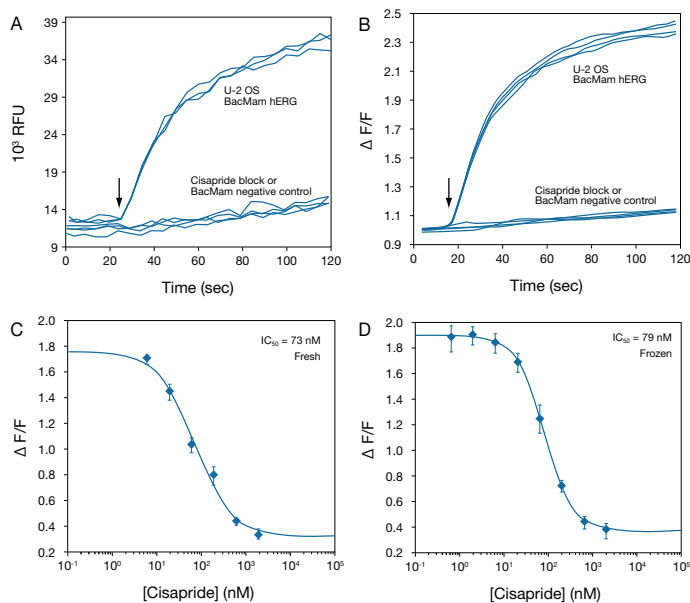 A
39
34
29
24
19
14
9
10³ RFU
U-2 OS
BacMam hERG
Cisapride block or
BacMam negative control
0
20
40
60
80
100
120
Time (sec)
B
2.5
2.3
2.1
1.9
1.7
1.5
1.3
1.1
0.9
Δ F/F
U-2 OS
BacMam hERG
Cisapride block or
BacMam negative control
0
20
40
60
80
100
120
Time (sec)
C
2.0
1.8
1.6
1.4
1.2
1.0
0.8
0.6
0.4
0.2
Δ F/F
IC₅₀ = 73 nM
Fresh
10⁻¹
10⁰
10¹
10²
10³
10⁴
10⁵
[Cisapride] (nM)
D
2.0
1.8
1.6
1.4
1.2
1.0
0.8
0.6
0.4
0.2
Δ F/F
IC₅₀ = 79 nM
Frozen
10⁻¹
10⁰
10¹
10²
10³
10⁴
10⁵
[Cisapride] (nM)